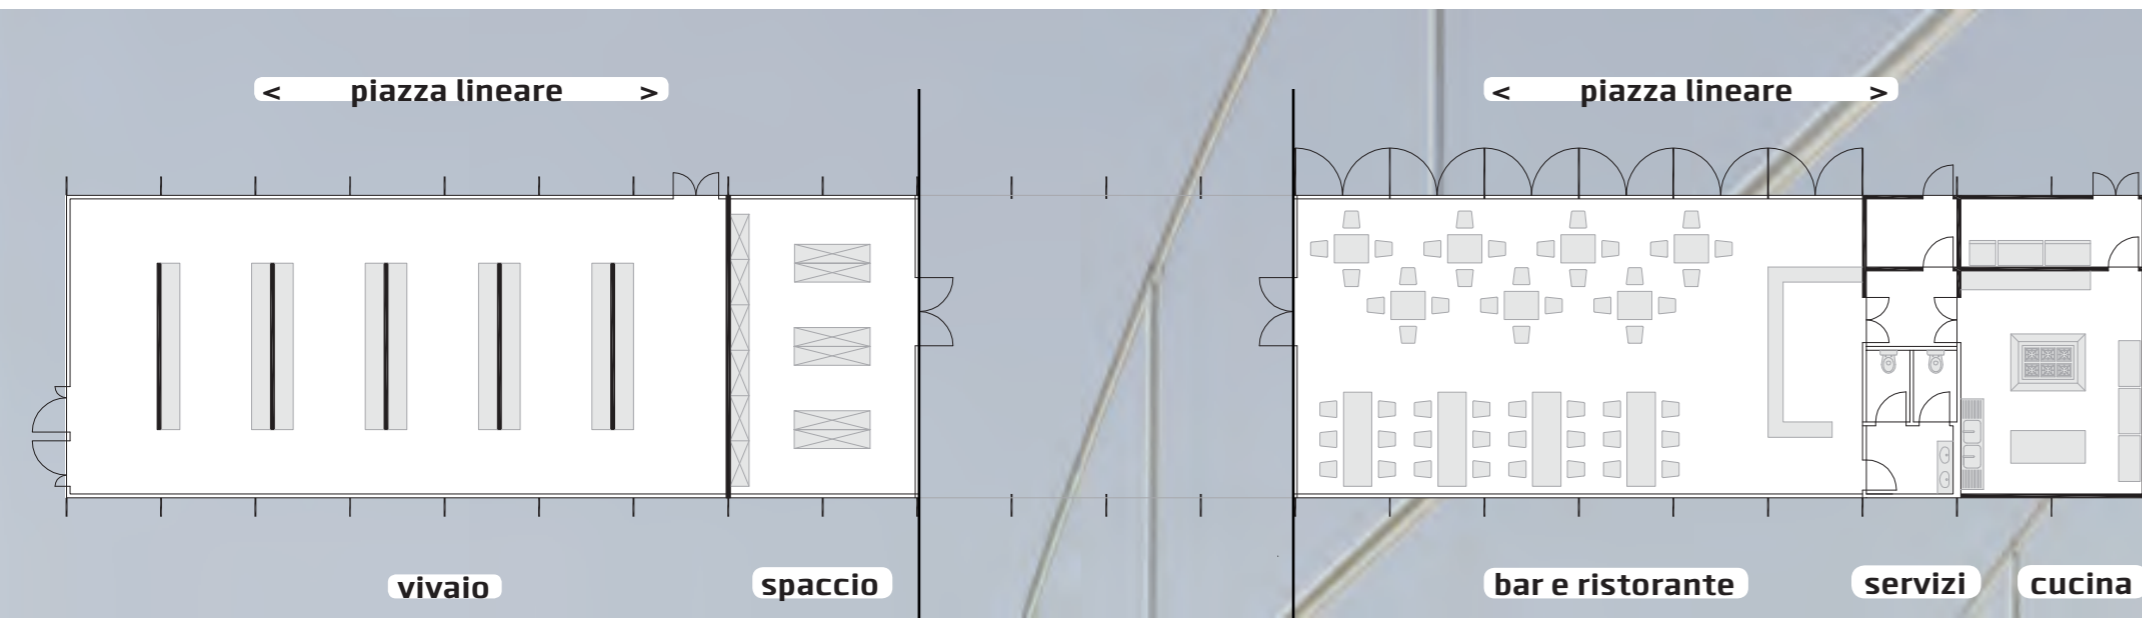 < piazza lineare >
< piazza lineare >
vivaio
spaccio
bar e ristorante
servizi
cucina